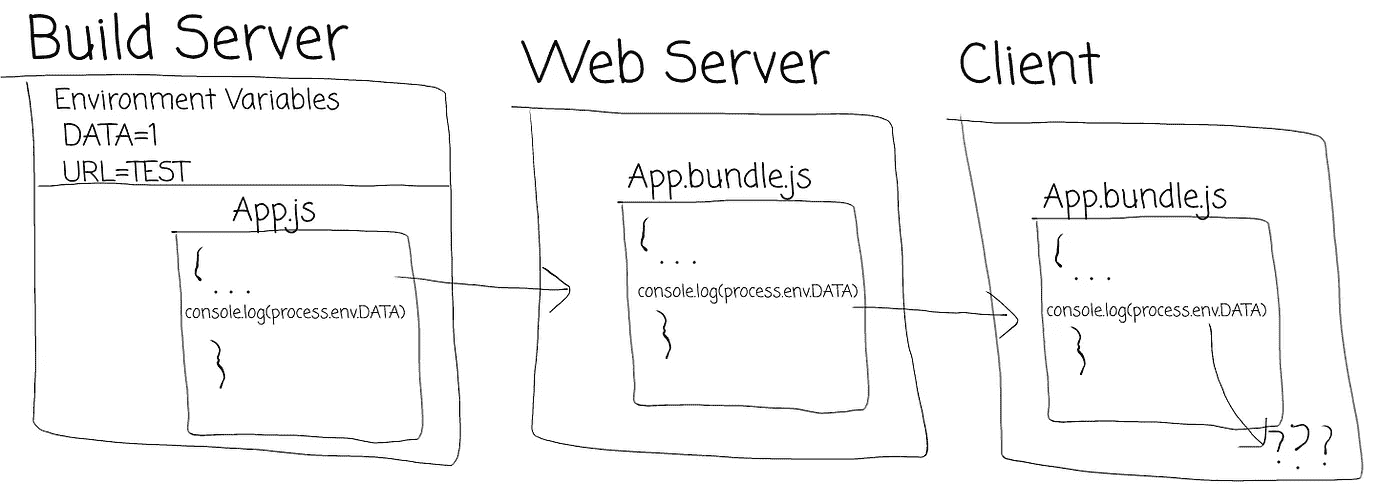 Build Server
Environment Variables
DATA=1
URL=TEST
App.js
{
...
console.log(process.env.DATA)
}
Web Server
App.bundle.js
{
...
console.log(process.env.DATA)
}
Client
App.bundle.js
{
...
console.log(process.env.DATA)
}
???